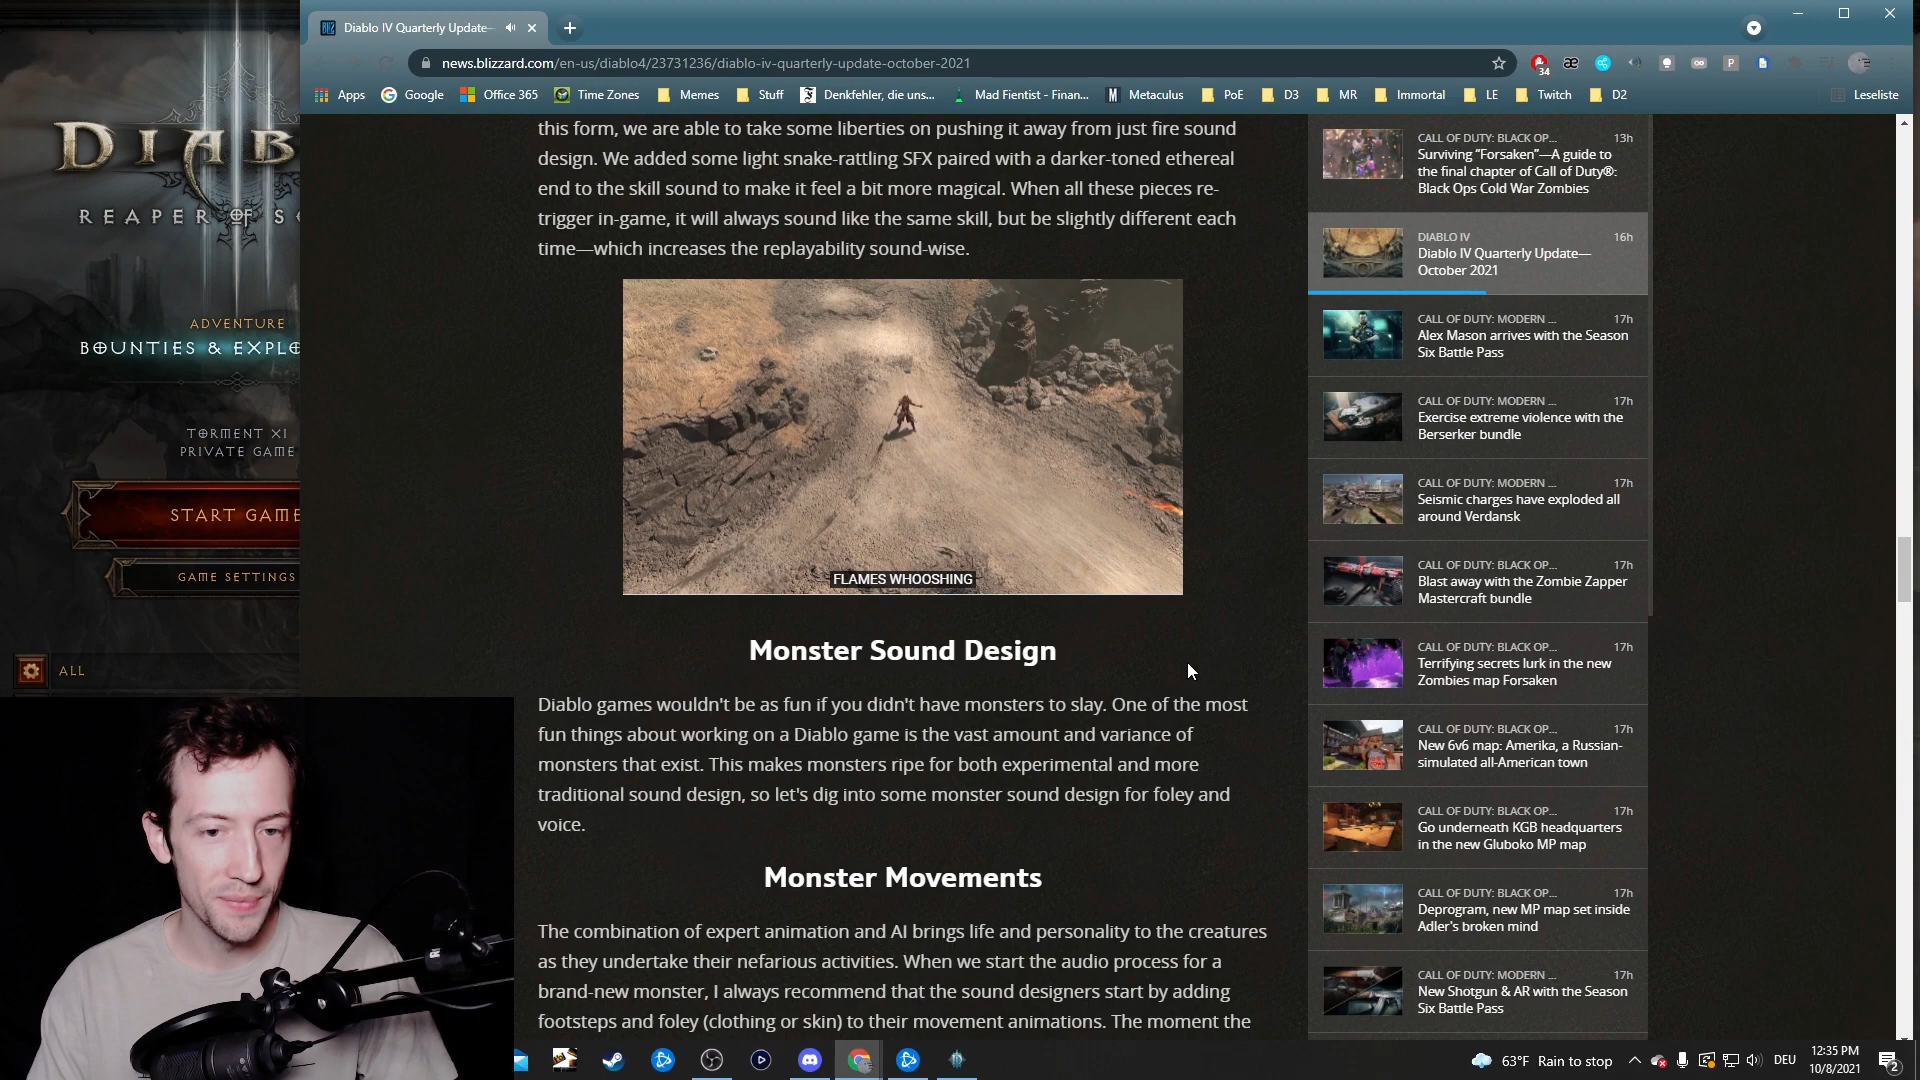 Diablo IV Quarterly Update-
news.blizzard.com/en-us/diablo4/23731236/diablo-iv-quarterly-update-october-2021
34
Apps
Google
Office 365
Time Zones
Memes
Stuff
Denkfehler, die uns...
Mad Fientist - Finan...
Metaculus
PoE
D3
MR
Immortal
LE
Twitch
D2
Leseliste
DIAB
REAPER OF S
ADVENTURE
BOUNTIES & EXPLO
TORMENT XI
PRIVATE GAME
START GAME
GAME SETTINGS
ALL
this form, we are able to take some liberties on pushing it away from just fire sound
design. We added some light snake-rattling SFX paired with a darker-toned ethereal
end to the skill sound to make it feel a bit more magical. When all these pieces re-
trigger in-game, it will always sound like the same skill, but be slightly different each
time—which increases the replayability sound-wise.
FLAMES WHOOSHING
Monster Sound Design
Diablo games wouldn't be as fun if you didn't have monsters to slay. One of the most
fun things about working on a Diablo game is the vast amount and variance of
monsters that exist. This makes monsters ripe for both experimental and more
traditional sound design, so let's dig into some monster sound design for foley and
voice.
Monster Movements
The combination of expert animation and AI brings life and personality to the creatures
as they undertake their nefarious activities. When we start the audio process for a
brand-new monster, I always recommend that the sound designers start by adding
footsteps and foley (clothing or skin) to their movement animations. The moment the
CALL OF DUTY: BLACK OP... 13h
Surviving “Forsaken”—A guide to
the final chapter of Call of Duty®:
Black Ops Cold War Zombies
DIABLO IV 16h
Diablo IV Quarterly Update—
October 2021
CALL OF DUTY: MODERN ... 17h
Alex Mason arrives with the Season
Six Battle Pass
CALL OF DUTY: MODERN ... 17h
Exercise extreme violence with the
Berserker bundle
CALL OF DUTY: MODERN ... 17h
Seismic charges have exploded all
around Verdansk
CALL OF DUTY: BLACK OP... 17h
Blast away with the Zombie Zapper
Mastercraft bundle
CALL OF DUTY: BLACK OP... 17h
Terrifying secrets lurk in the new
Zombies map Forsaken
CALL OF DUTY: BLACK OP... 17h
New 6v6 map: Amerika, a Russian-
simulated all-American town
CALL OF DUTY: BLACK OP... 17h
Go underneath KGB headquarters
in the new Gluboko MP map
CALL OF DUTY: BLACK OP... 17h
Deprogram, new MP map set inside
Adler's broken mind
CALL OF DUTY: MODERN ... 17h
New Shotgun & AR with the Season
Six Battle Pass
63°F Rain to stop
DEU
12:35 PM
10/8/2021
2